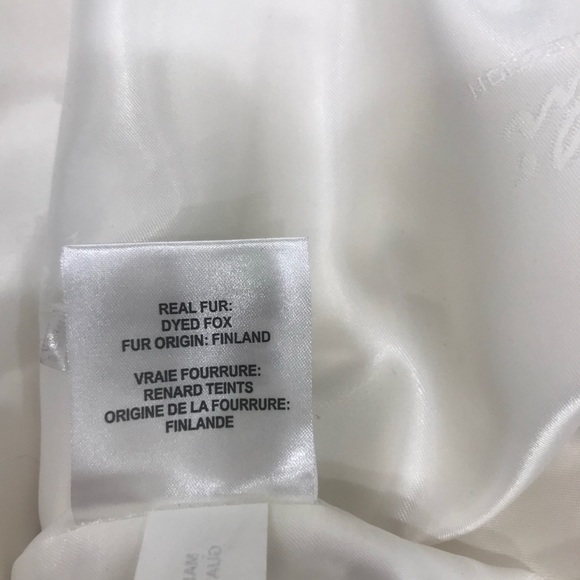 REAL FUR:
DYED FOX
FUR ORIGIN: FINLAND
VRAIE FOURRURE:
RENARD TEINTS
ORIGINE DE LA FOURRURE:
FINLANDE